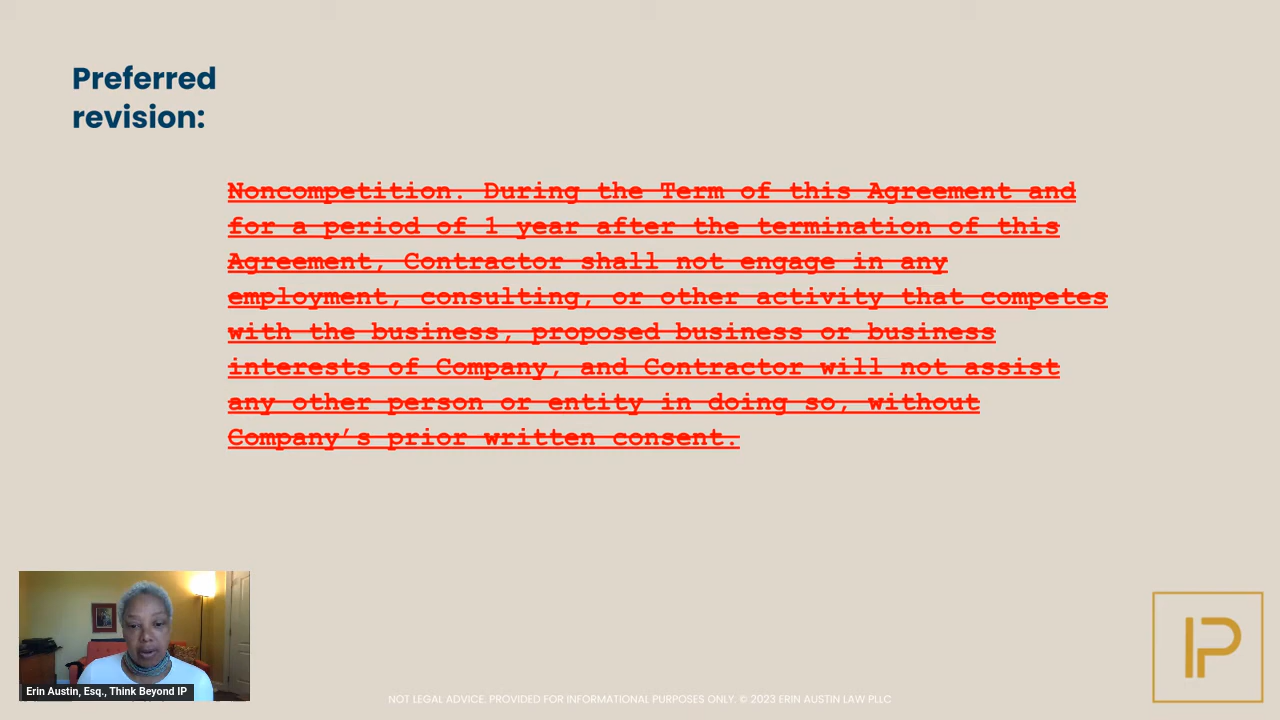 Preferred
revision:
Noncompetition. During the Term of this Agreement and
for a period of 1 year after the termination of this
Agreement, Contractor shall not engage in any
employment, consulting, or other activity that competes
with the business, proposed business or business
interests of Company, and Contractor will not assist
any other person or entity in doing so, without
Company’s prior written consent.
Erin Austin, Esq., Think Beyond IP
IP
NOT LEGAL ADVICE. PROVIDED FOR INFORMATIONAL PURPOSES ONLY. © 2023 ERIN AUSTIN LAW PLLC